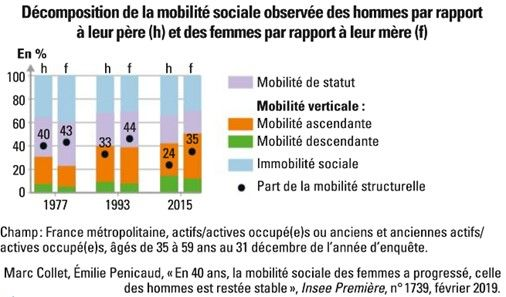 Décomposition de la mobilité sociale observée des hommes par rapport
à leur père (h) et des femmes par rapport à leur mère (f)
En %
h f h f h f
100
80
60
40
20
0
40 43 33 44 24 35
1977 1993 2015
Mobilité de statut
Mobilité verticale :
Mobilité ascendante
Mobilité descendante
Immobilité sociale
Part de la mobilité structurelle
Champ : France métropolitaine, actifs/actives occupé(e)s ou anciens et anciennes actifs/
actives occupé(e)s, âgés de 35 à 59 ans au 31 décembre de l'année d'enquête.
Marc Collet, Émilie Penicaud, « En 40 ans, la mobilité sociale des femmes a progressé, celle
des hommes est restée stable », Insee Première, n° 1739, février 2019.